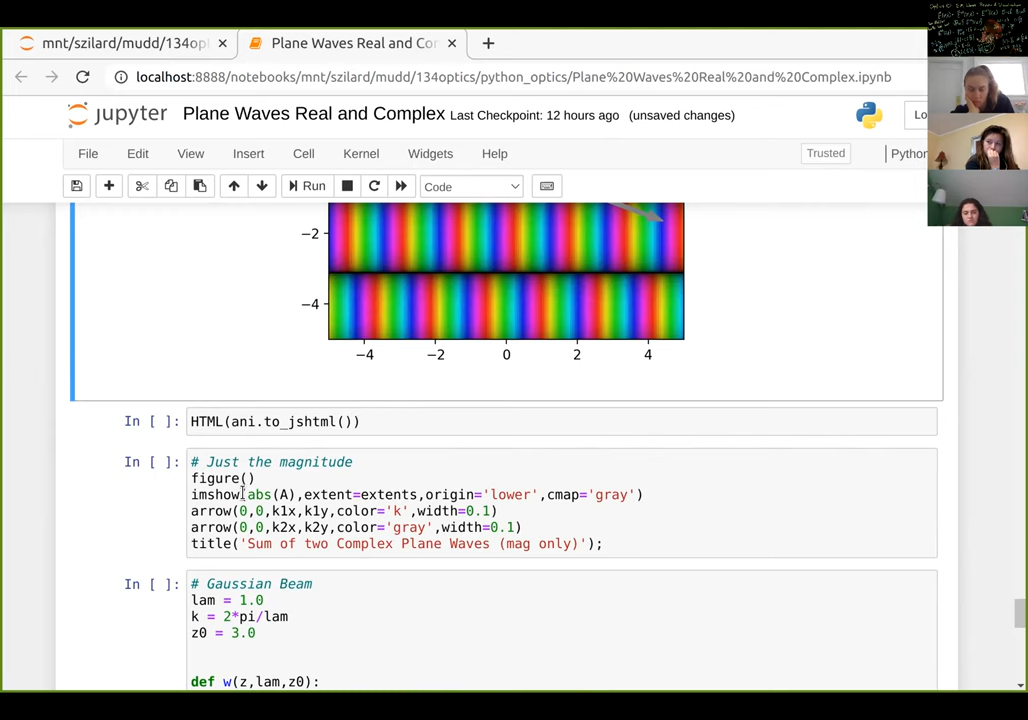 mnt/szilard/mudd/134opt
Plane Waves Real and Cor
localhost:8888/notebooks/mnt/szilard/mudd/134optics/python_optics/Plane%20Waves%20Real%20and%20Complex.ipynb
jupyter Plane Waves Real and Complex Last Checkpoint: 12 hours ago (unsaved changes)
Lo
File Edit View Insert Cell Kernel Widgets Help Trusted Python
Run Code
−2
−4
−4 −2 0 2 4
In [ ]: HTML(ani.to_jshtml())
In [ ]: # Just the magnitude
figure()
imshow(abs(A),extent=extents,origin='lower',cmap='gray')
arrow(0,0,k1x,k1y,color='k',width=0.1)
arrow(0,0,k2x,k2y,color='gray',width=0.1)
title('Sum of two Complex Plane Waves (mag only)');
In [ ]: # Gaussian Beam
lam = 1.0
k = 2*pi/lam
z0 = 3.0
def w(z,lam,z0):